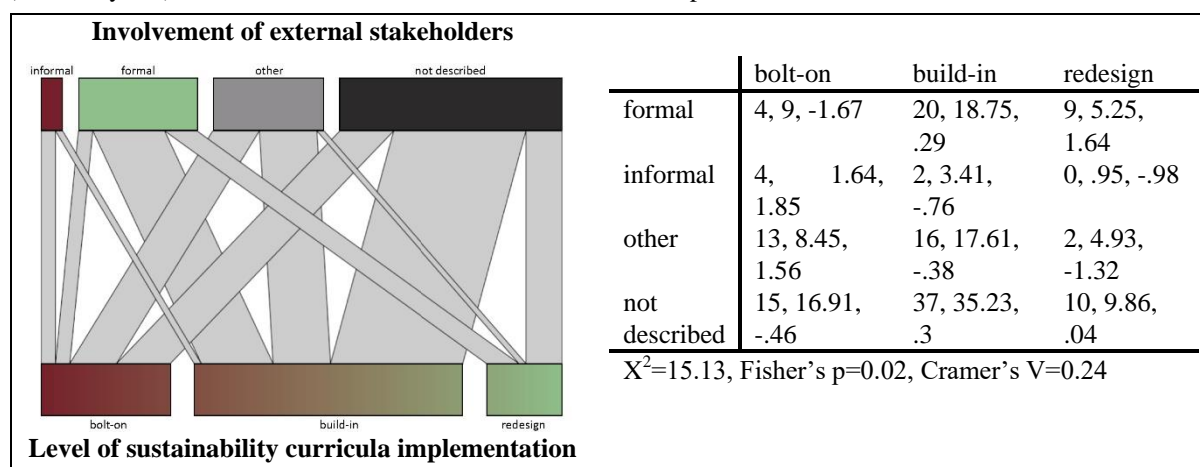 Involvement of external stakeholders
informal formal other not described
bolt-on build-in redesign
Level of sustainability curricula implementation
bolt-on build-in redesign
formal 4, 9, -1.67 20, 18.75, 9, 5.25,
.29 1.64
informal 4, 1.64, 2, 3.41, 0, .95, -.98
1.85 -.76
other 13, 8.45, 16, 17.61, 2, 4.93,
1.56 -.38 -1.32
not 15, 16.91, 37, 35.23, 10, 9.86,
described -.46 .3 .04
X²=15.13, Fisher's p=0.02, Cramer's V=0.24